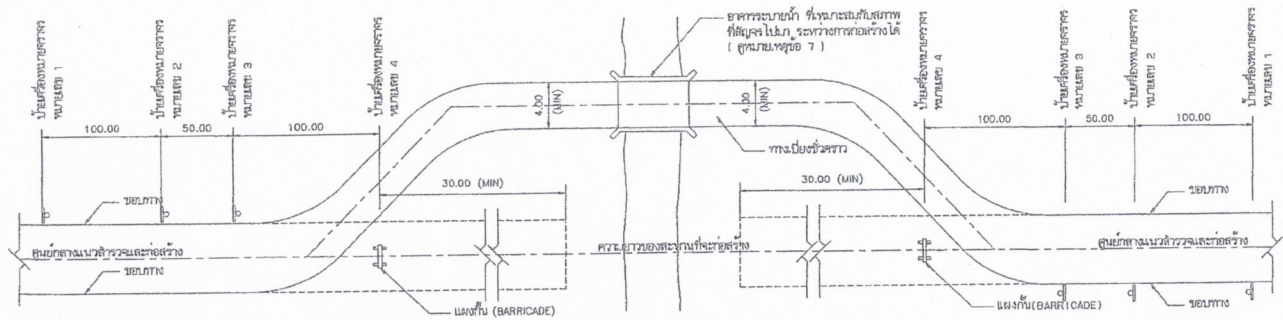 ป้ายเครื่องหมายจราจร
หมายเลข 1
ป้ายเครื่องหมายจราจร
หมายเลข 2
ป้ายเครื่องหมายจราจร
หมายเลข 3
ป้ายเครื่องหมายจราจร
หมายเลข 4
อาคารระบายน้ำ ที่เหมาะสมกับสภาพ
ที่สัญจรไปมา ระหว่างการก่อสร้างได้
( ดูหมายเหตุข้อ 7 )
ป้ายเครื่องหมายจราจร
หมายเลข 4
ป้ายเครื่องหมายจราจร
หมายเลข 3
ป้ายเครื่องหมายจราจร
หมายเลข 2
ป้ายเครื่องหมายจราจร
หมายเลข 1
100.00
50.00
100.00
4.00
(MIN)
4.00
(MIN)
100.00
50.00
100.00
ทางเบี่ยงชั่วคราว
30.00 (MIN)
30.00 (MIN)
ขอบทาง
ขอบทาง
ศูนย์กลางแนวสำรวจและก่อสร้าง
ความยาวของสะพานที่จะก่อสร้าง
ศูนย์กลางแนวสำรวจและก่อสร้าง
ขอบทาง
แผงกั้น (BARRICADE)
แผงกั้น(BARRICADE)
ขอบทาง